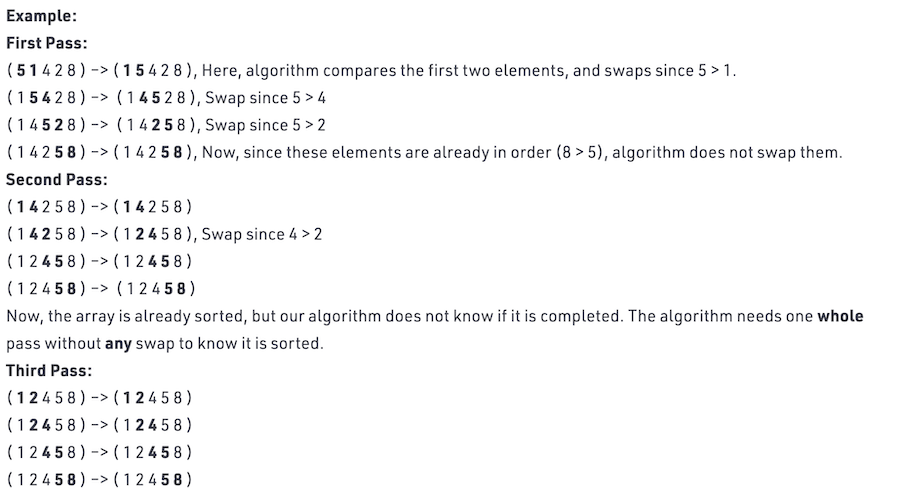 Example:
First Pass:
( 5 1 4 2 8 ) –> ( 1 5 4 2 8 ), Here, algorithm compares the first two elements, and swaps since 5 > 1.
( 1 5 4 2 8 ) –> ( 1 4 5 2 8 ), Swap since 5 > 4
( 1 4 5 2 8 ) –> ( 1 4 2 5 8 ), Swap since 5 > 2
( 1 4 2 5 8 ) –> ( 1 4 2 5 8 ), Now, since these elements are already in order (8 > 5), algorithm does not swap them.
Second Pass:
( 1 4 2 5 8 ) –> ( 1 4 2 5 8 )
( 1 4 2 5 8 ) –> ( 1 2 4 5 8 ), Swap since 4 > 2
( 1 2 4 5 8 ) –> ( 1 2 4 5 8 )
( 1 2 4 5 8 ) –> ( 1 2 4 5 8 )
Now, the array is already sorted, but our algorithm does not know if it is completed. The algorithm needs one whole
pass without any swap to know it is sorted.
Third Pass:
( 1 2 4 5 8 ) –> ( 1 2 4 5 8 )
( 1 2 4 5 8 ) –> ( 1 2 4 5 8 )
( 1 2 4 5 8 ) –> ( 1 2 4 5 8 )
( 1 2 4 5 8 ) –> ( 1 2 4 5 8 )